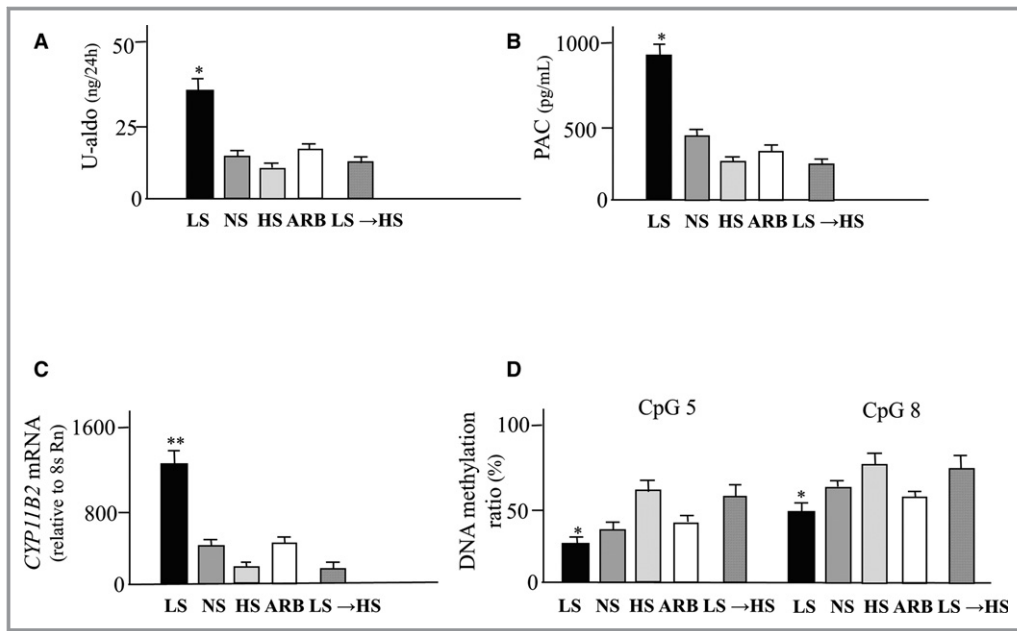 A
U-aldo (ng/24h)
50
25
0
*
LS NS HS ARB LS →HS
B
PAC (pg/mL)
1000
500
0
*
LS NS HS ARB LS →HS
C
CYP11B2 mRNA
(relative to 8s Rn)
1600
800
0
**
LS NS HS ARB LS →HS
D
DNA methylation
ratio (%)
100
50
0
CpG 5
CpG 8
*
*
LS NS HS ARB LS →HS LS NS HS ARB LS →HS